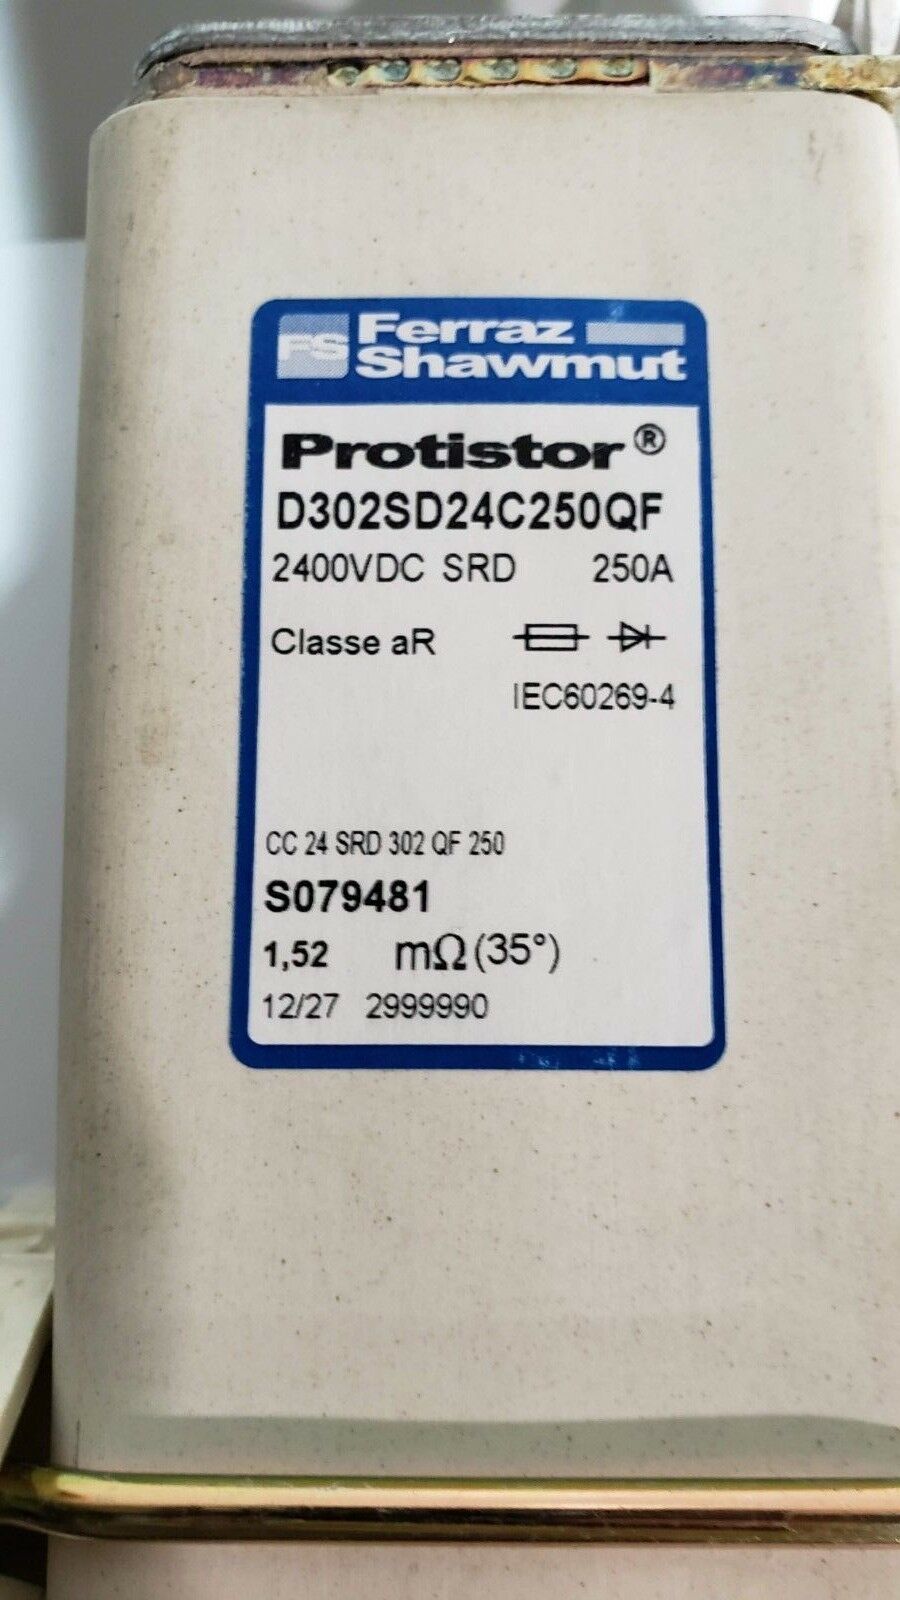 FS Ferraz
Shawmut
Protistor®
D302SD24C250QF
2400VDC SRD 250A
Classe aR
IEC60269-4
CC 24 SRD 302 QF 250
S079481
1,52 mΩ(35°)
12/27 2999990